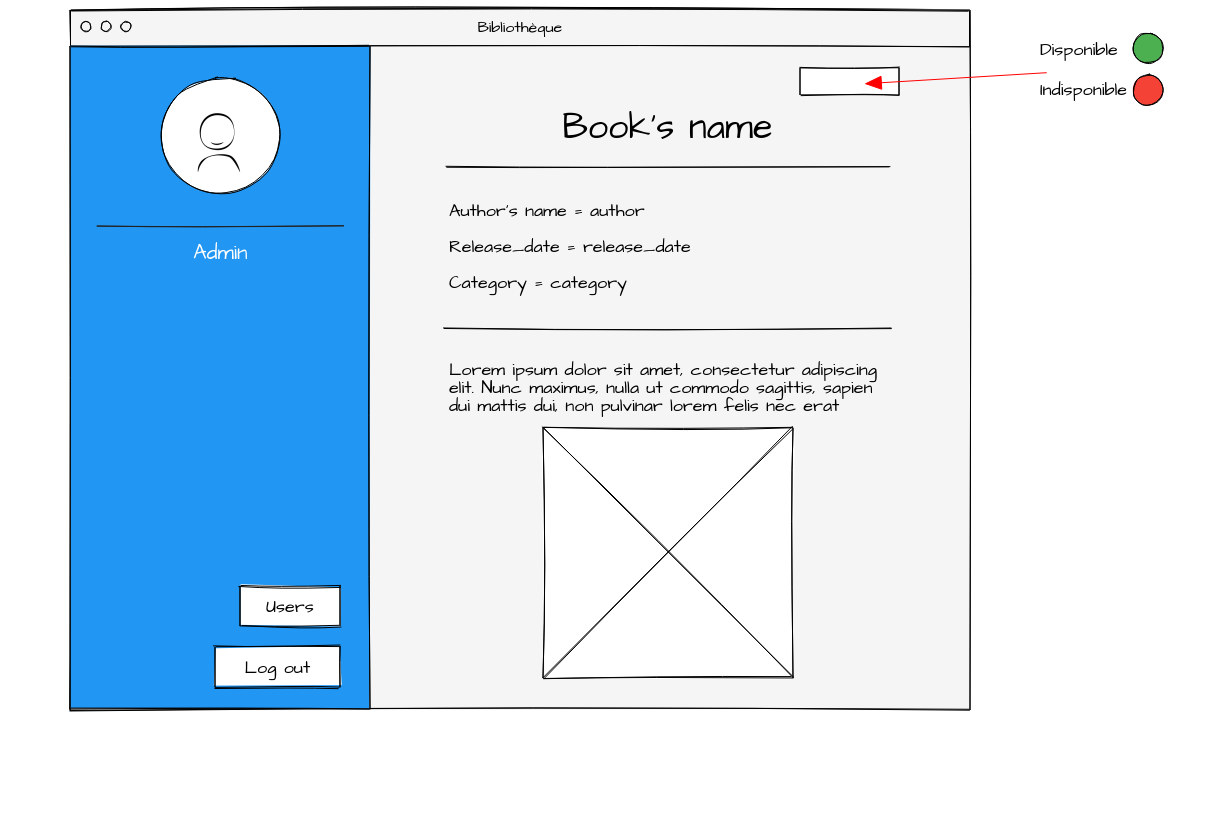 Bibliothèque
Disponible
Indisponible
Book's name
Author's name = author
Release_date = release_date
Category = category
Admin
Lorem ipsum dolor sit amet, consectetur adipiscing
elit. Nunc maximus, nulla ut commodo sagittis, sapien
dui mattis dui, non pulvinar lorem felis nec erat
Users
Log out